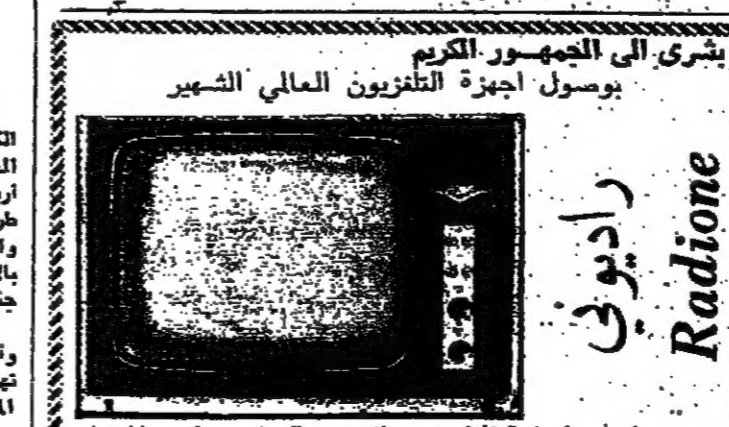 بشرى الى الجمهور الكريم
بوصول اجهزة التلفزيون العالمي الشهير
راديوني
Radione